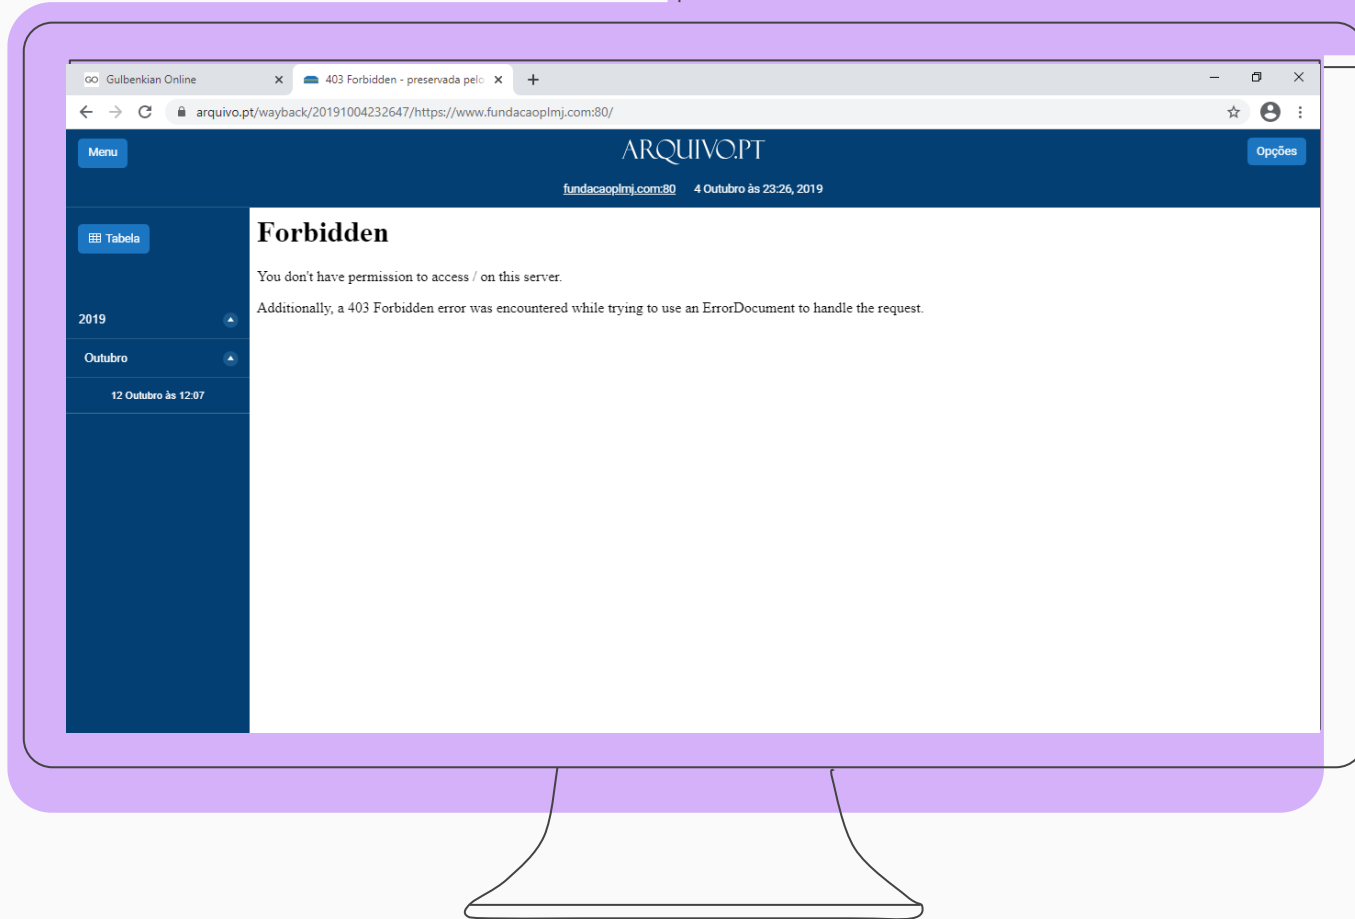 GO Gulbenkian Online
403 Forbidden - preservada pelo
arquivo.pt/wayback/20191004232647/https://www.fundacaoplmj.com:80/
Menu
ARQUIVO.PT
Opções
fundacaoplmj.com:80 4 Outubro às 23:26, 2019
Tabela
Forbidden
You don't have permission to access / on this server.
Additionally, a 403 Forbidden error was encountered while trying to use an ErrorDocument to handle the request.
2019
Outubro
12 Outubro às 12:07